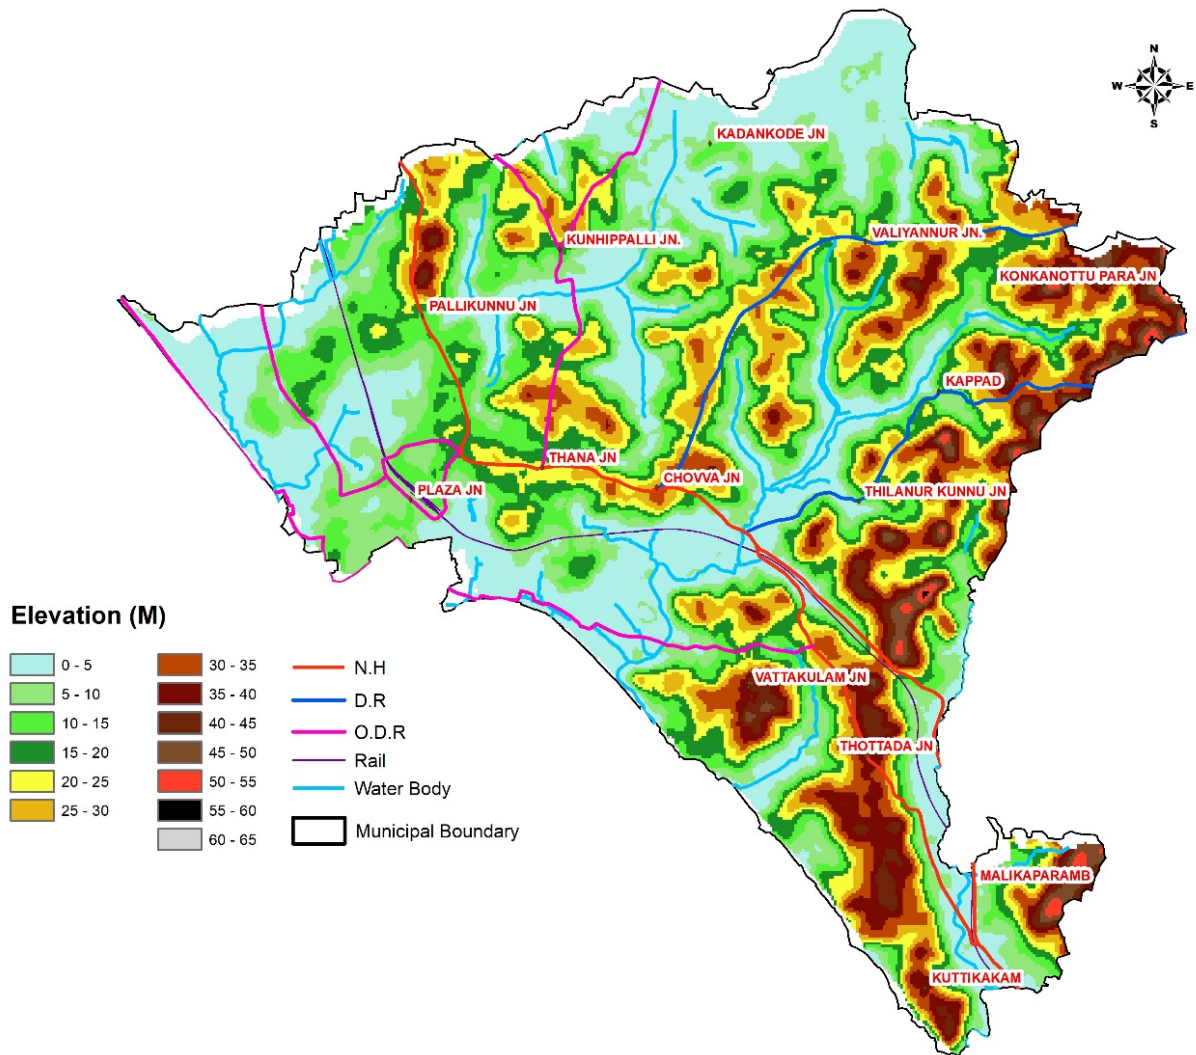 N
W
E
S
KADANKODE JN
KUNHIPPALLI JN.
VALIYANNUR JN.
KONKANOTTU PARA JN
PALLIKUNNU JN
KAPPAD
THANA JN
CHOVVA JN
PLAZA JN
THILANUR KUNNU JN
VATTAKULAM JN
THOTTADA JN
MALIKAPARAMB
KUTTIKAKAM
Elevation (M)
0 - 5
5 - 10
10 - 15
15 - 20
20 - 25
25 - 30
30 - 35
35 - 40
40 - 45
45 - 50
50 - 55
55 - 60
60 - 65
N.H
D.R
O.D.R
Rail
Water Body
Municipal Boundary